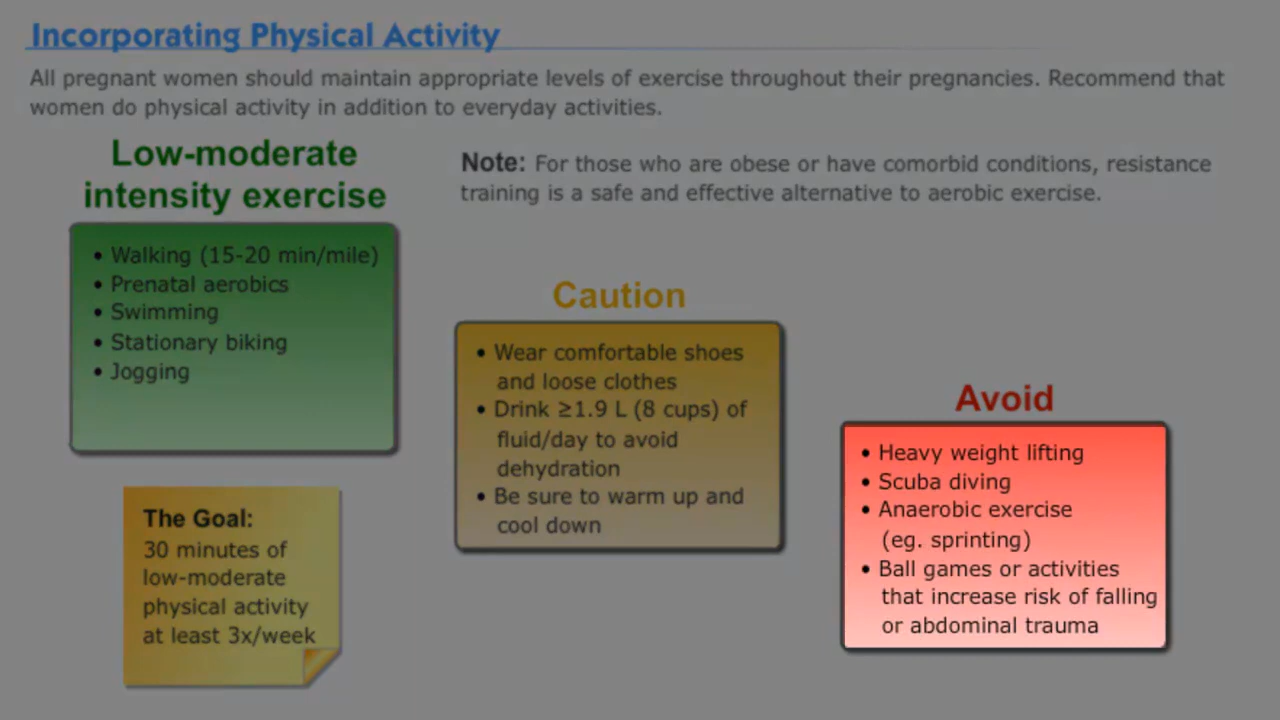 Incorporating Physical Activity
All pregnant women should maintain appropriate levels of exercise throughout their pregnancies. Recommend that
women do physical activity in addition to everyday activities.
Low-moderate
intensity exercise
• Walking (15-20 min/mile)
• Prenatal aerobics
• Swimming
• Stationary biking
• Jogging
The Goal:
30 minutes of
low-moderate
physical activity
at least 3x/week
Note: For those who are obese or have comorbid conditions, resistance
training is a safe and effective alternative to aerobic exercise.
Caution
• Wear comfortable shoes
and loose clothes
• Drink ≥1.9 L (8 cups) of
fluid/day to avoid
dehydration
• Be sure to warm up and
cool down
Avoid
• Heavy weight lifting
• Scuba diving
• Anaerobic exercise
(eg. sprinting)
• Ball games or activities
that increase risk of falling
or abdominal trauma